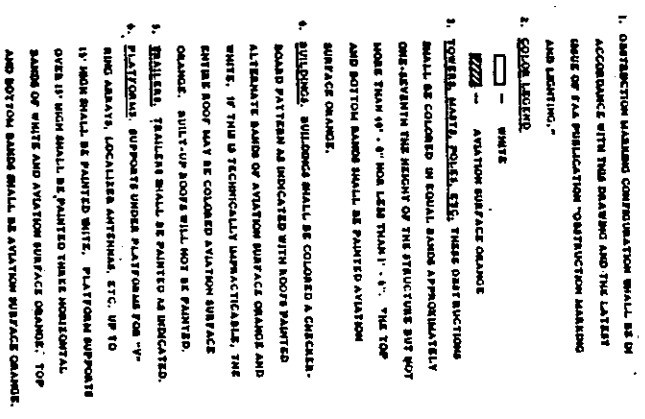 1. OBSTRUCTION MARKING CONFIGURATION SHALL BE IN
ACCORDANCE WITH THIS DRAWING AND THE LATEST
ISSUE OF FAA PUBLICATION "OBSTRUCTION MARKING
AND LIGHTING."
2. COLOR LEGEND
- WHITE
- AVIATION SURFACE ORANGE
3. TOWERS, MASTS, POLES, ETC. THESE OBSTRUCTIONS
SHALL BE COLORED IN EQUAL BANDS APPROXIMATELY
ONE-SEVENTH THE HEIGHT OF THE STRUCTURE BUT NOT
MORE THAN 40' - 0" NOR LESS THAN 1' - 6". THE TOP
AND BOTTOM BANDS SHALL BE PAINTED AVIATION
SURFACE ORANGE.
4. BUILDINGS. BUILDINGS SHALL BE COLORED A CHECKER-
BOARD PATTERN AS INDICATED WITH ROOFS PAINTED
ALTERNATE BANDS OF AVIATION SURFACE ORANGE AND
WHITE. IF THIS IS TECHNICALLY IMPRACTICABLE, THE
ENTIRE ROOF MAY BE COLORED AVIATION SURFACE
ORANGE. BUILT-UP ROOFS WILL NOT BE PAINTED.
5. TRAILERS. TRAILERS SHALL BE PAINTED AS INDICATED.
6. PLATFORMS. SUPPORTS UNDER PLATFORMS FOR "V"
RING ARRAYS, LOCALIZER ANTENNAS, ETC. UP TO
15' HIGH SHALL BE PAINTED WHITE. PLATFORM SUPPORTS
OVER 15' HIGH SHALL BE PAINTED THREE HORIZONTAL
BANDS OF WHITE AND AVIATION SURFACE ORANGE. TOP
AND BOTTOM BANDS SHALL BE AVIATION SURFACE ORANGE.